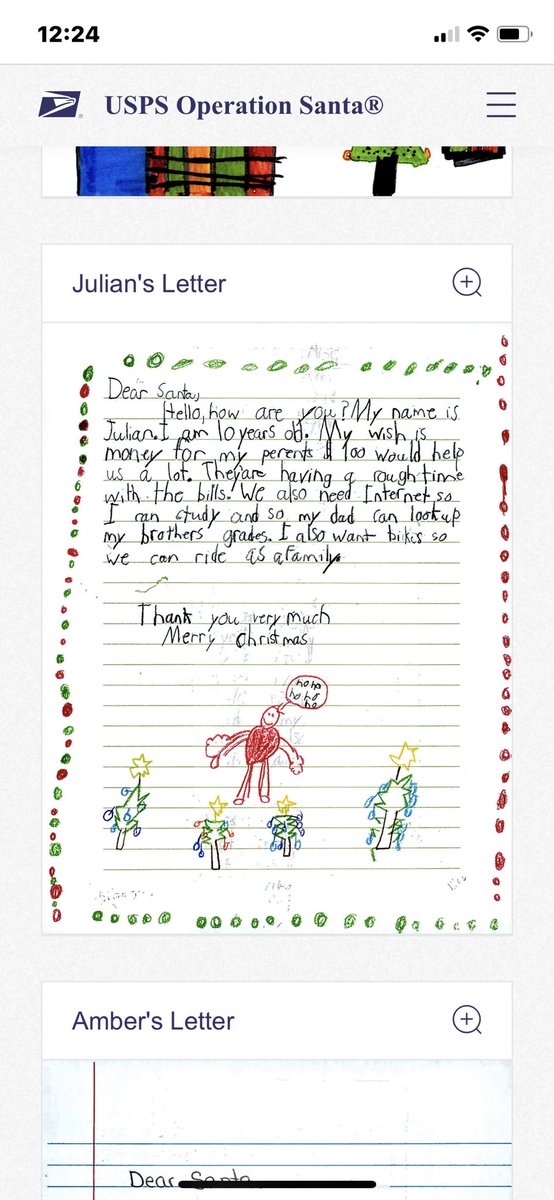 12:24
USPS Operation Santa®
Julian's Letter
Dear Santa,
Hello, how are you? My name is
Julian. I am 10 years old. My wish is
money for my perents $ 100 would help
us a lot. They are having a rough time
with the bills. We also need Internet so
I can study and so my dad can look up
my brothers grades. I also want bikes so
we can ride as a family.
Thank you very much
Merry Christmas
ho ho
ho ho
ho
Amber's Letter
Dear Santa